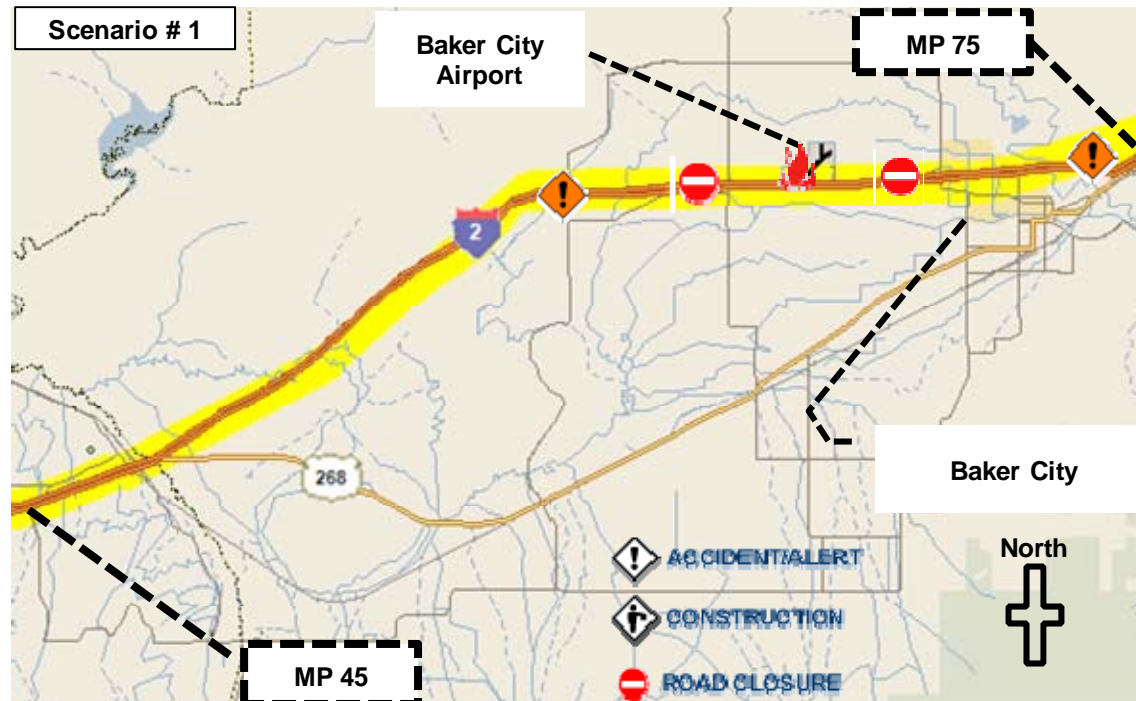 Scenario # 1
Baker City
Airport
MP 75
2
268
Baker City
North
ACCIDENT/ALERT
CONSTRUCTION
ROAD CLOSURE
MP 45